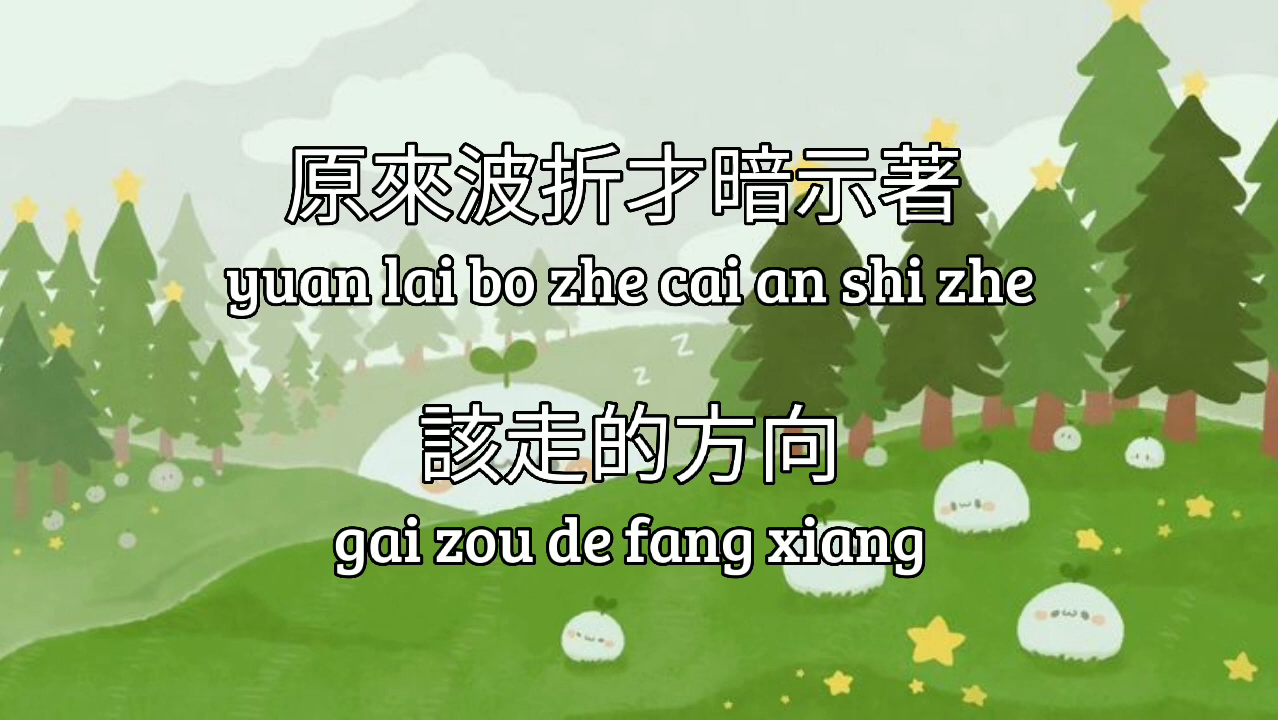 原來波折才暗示著
yuan lai bo zhe cai an shi zhe
該走的方向
gai zou de fang xiang
z
z